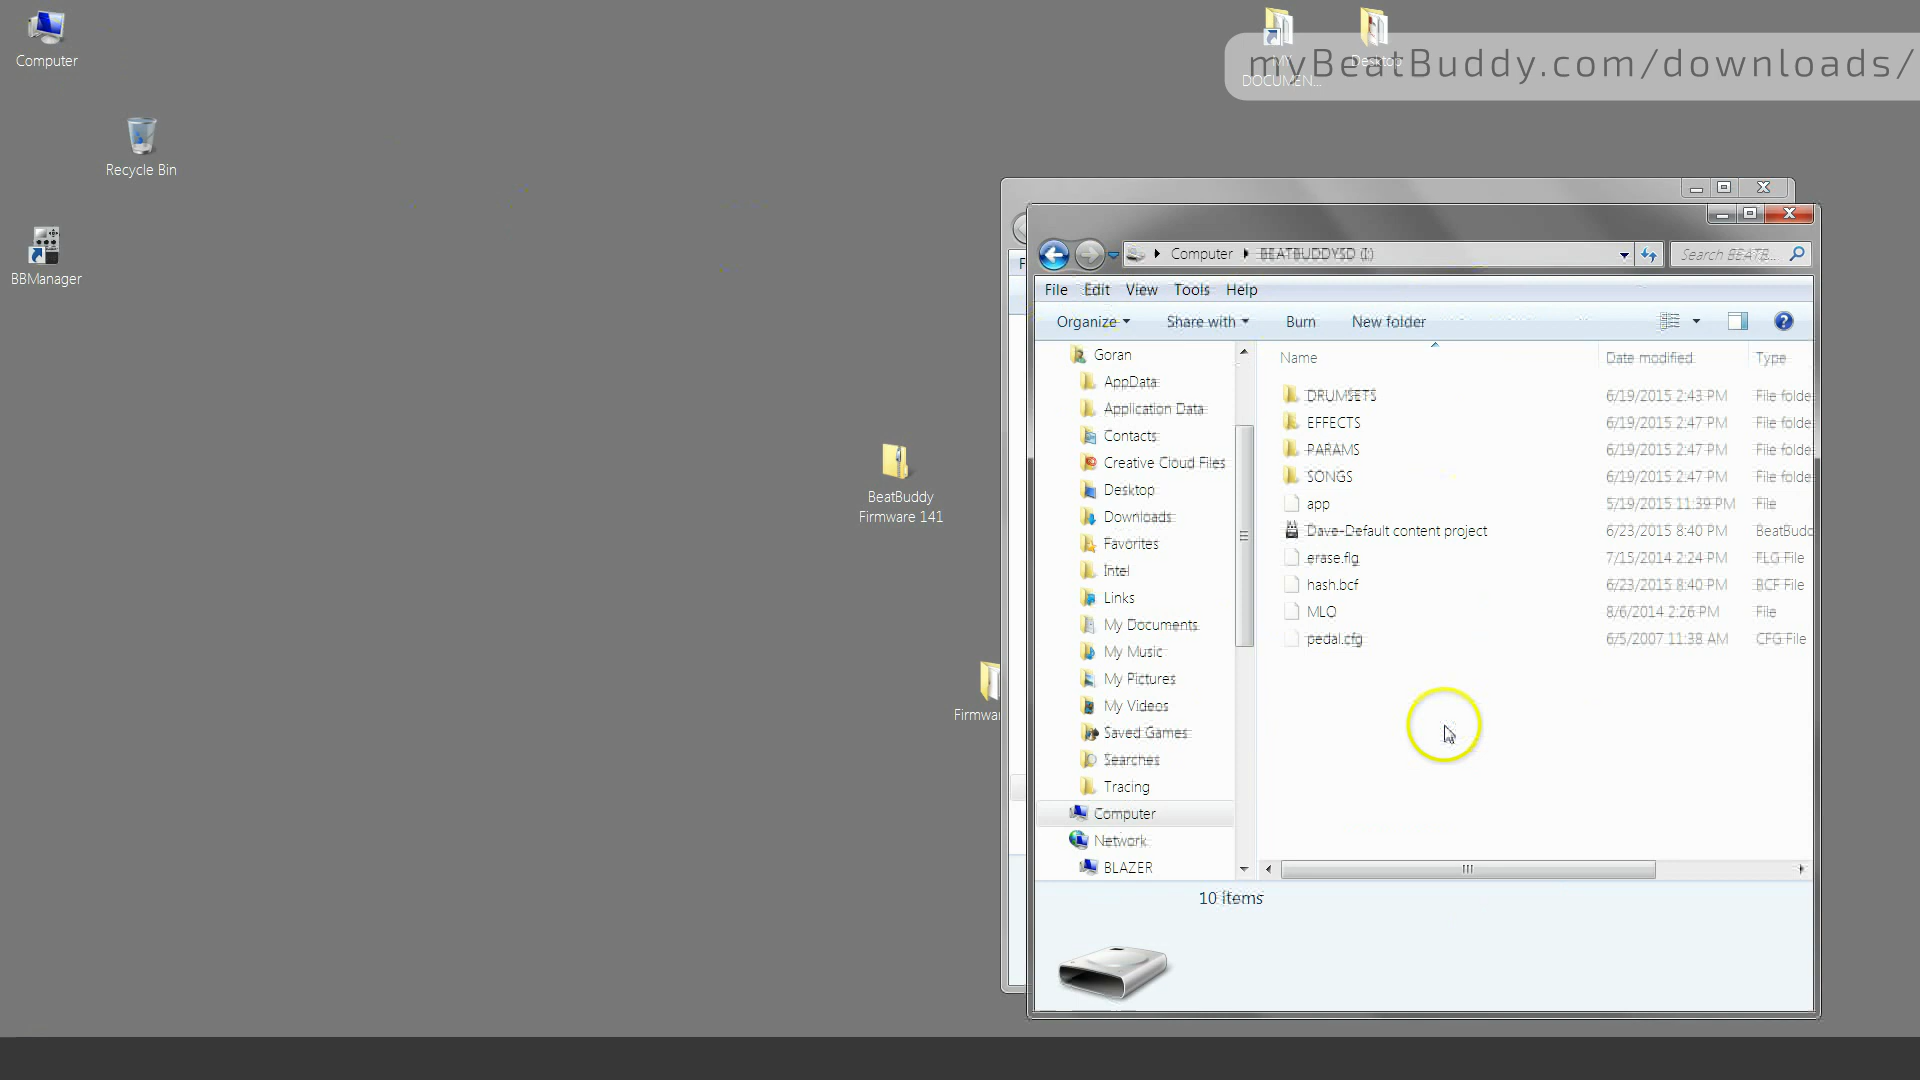 Computer
Recycle Bin
BBManager
MY
DOCUMEN...
Desktop
myBeatBuddy.com/downloads/
BeatBuddy
Firmware 141
Firmwar
Computer
BEATBUDDYSD (I:)
Search BEATB...
File Edit View Tools Help
Organize Share with Burn New folder
Goran
AppData
Application Data
Contacts
Creative Cloud Files
Desktop
Downloads
Favorites
Intel
Links
My Documents
My Music
My Pictures
My Videos
Saved Games
Searches
Tracing
Computer
Network
BLAZER
Name Date modified Type
DRUMSETS 6/19/2015 2:43 PM File folde
EFFECTS 6/19/2015 2:47 PM File folde
PARAMS 6/19/2015 2:47 PM File folde
SONGS 6/19/2015 2:47 PM File folde
app 5/19/2015 11:39 PM File
Dave-Default content project 6/23/2015 8:40 PM BeatBudd
erase.flg 7/15/2014 2:24 PM FLG File
hash.bcf 6/23/2015 8:40 PM BCF File
MLO 8/6/2014 2:26 PM File
pedal.cfg 6/5/2007 11:38 AM CFG File
10 items